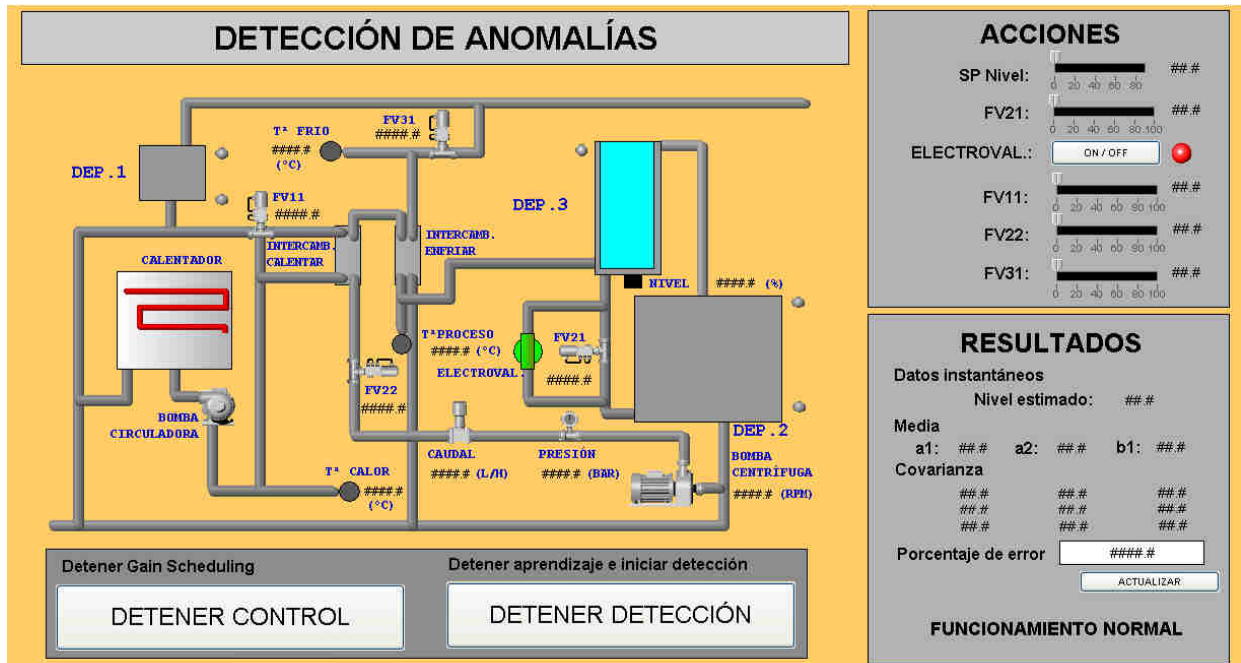 DETECCIÓN DE ANOMALÍAS
FV31
####.#
Tª FRIO
####.#
(°C)
DEP.1
FV11
####.#
DEP.3
INTERCAMB.
CALENTAR
INTERCAMB.
ENFRIAR
CALENTADOR
NIVEL ####.# (%)
TªPROCESO
####.# (°C)
ELECTROVAL.
FV21
####.#
FV22
####.#
BOMBA
CIRCULADORA
DEP.2
CAUDAL
####.# (L/H)
PRESIÓN
####.# (BAR)
BOMBA
CENTRÍFUGA
####.# (RPM)
Tª CALOR
####.#
(°C)
Detener Gain Scheduling
DETENER CONTROL
Detener aprendizaje e iniciar detección
DETENER DETECCIÓN
ACCIONES
SP Nivel: ##.#
0 20 40 60 80
FV21: ##.#
0 20 40 60 80 100
ELECTROVAL.: ON / OFF
FV11: ##.#
0 20 40 60 80 100
FV22: ##.#
0 20 40 60 80 100
FV31: ##.#
0 20 40 60 80 100
RESULTADOS
Datos instantáneos
Nivel estimado: ##.#
Media
a1: ##.# a2: ##.# b1: ##.#
Covarianza
##.# ##.# ##.#
##.# ##.# ##.#
##.# ##.# ##.#
Porcentaje de error ####.#
ACTUALIZAR
FUNCIONAMIENTO NORMAL